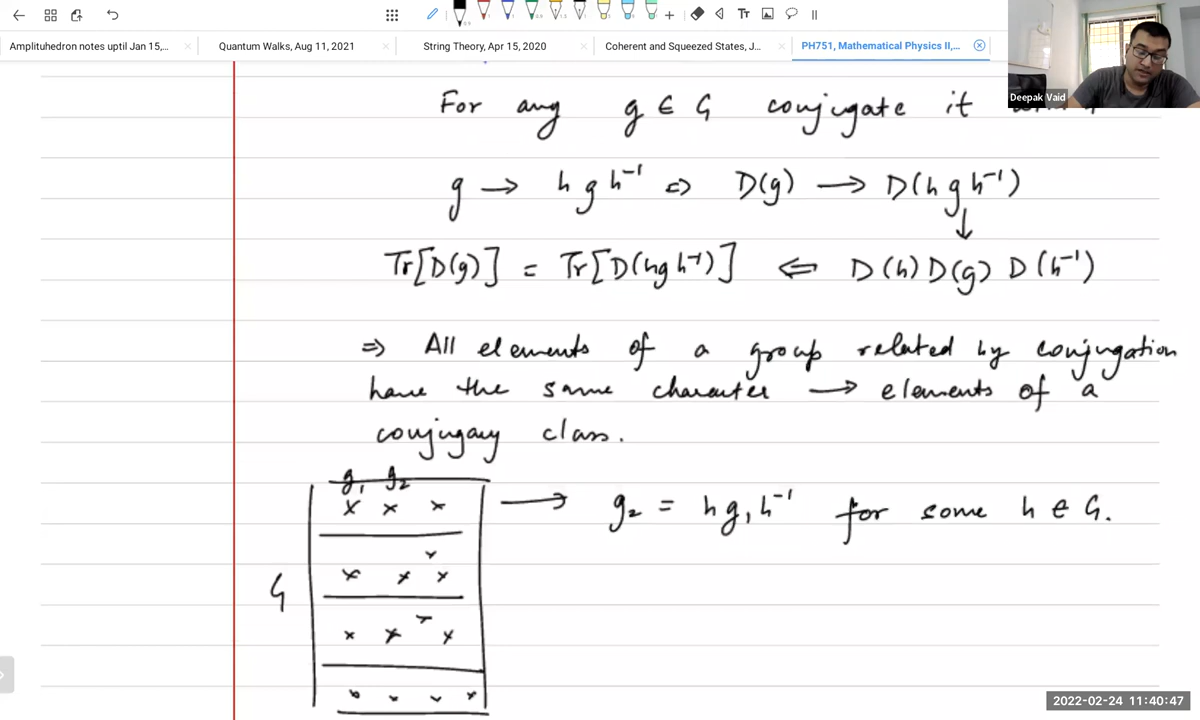 Amplituhedron notes uptil Jan 15,...
Quantum Walks, Aug 11, 2021
String Theory, Apr 15, 2020
Coherent and Squeezed States, J...
PH751, Mathematical Physics II,...
Deepak Vaid
For any g ∈ G conjugate it
g → h g h⁻¹ ⇔ D(g) → D(h g h⁻¹)
↓
Tr[D(g)] = Tr[D(hgh⁻¹)] ⇐ D(h) D(g) D(h⁻¹)
⇒ All elements of a group related by conjugation
have the same character → elements of a
conjugacy class.
g₁ g₂
x x x → g₂ = h g₁ h⁻¹ for some h ∈ G.
G
2022-02-24 11:40:47